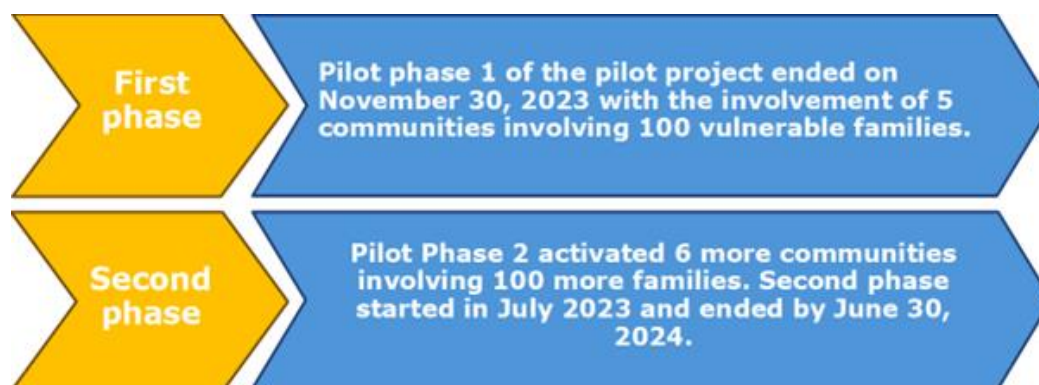 First
phase
Pilot phase 1 of the pilot project ended on
November 30, 2023 with the involvement of 5
communities involving 100 vulnerable families.
Second
phase
Pilot Phase 2 activated 6 more communities
involving 100 more families. Second phase
started in July 2023 and ended by June 30,
2024.